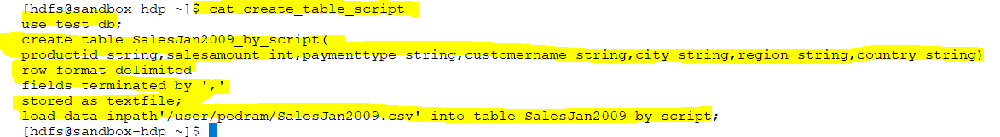 [hdfs@sandbox-hdp ~]$ cat create_table_script
use test_db;
create table SalesJan2009_by_script(
productid string,salesamount int,paymenttype string,customername string,city string,region string,country string)
row format delimited
fields terminated by ','
stored as textfile;
load data inpath'/user/pedram/SalesJan2009.csv' into table SalesJan2009_by_script;
[hdfs@sandbox-hdp ~]$